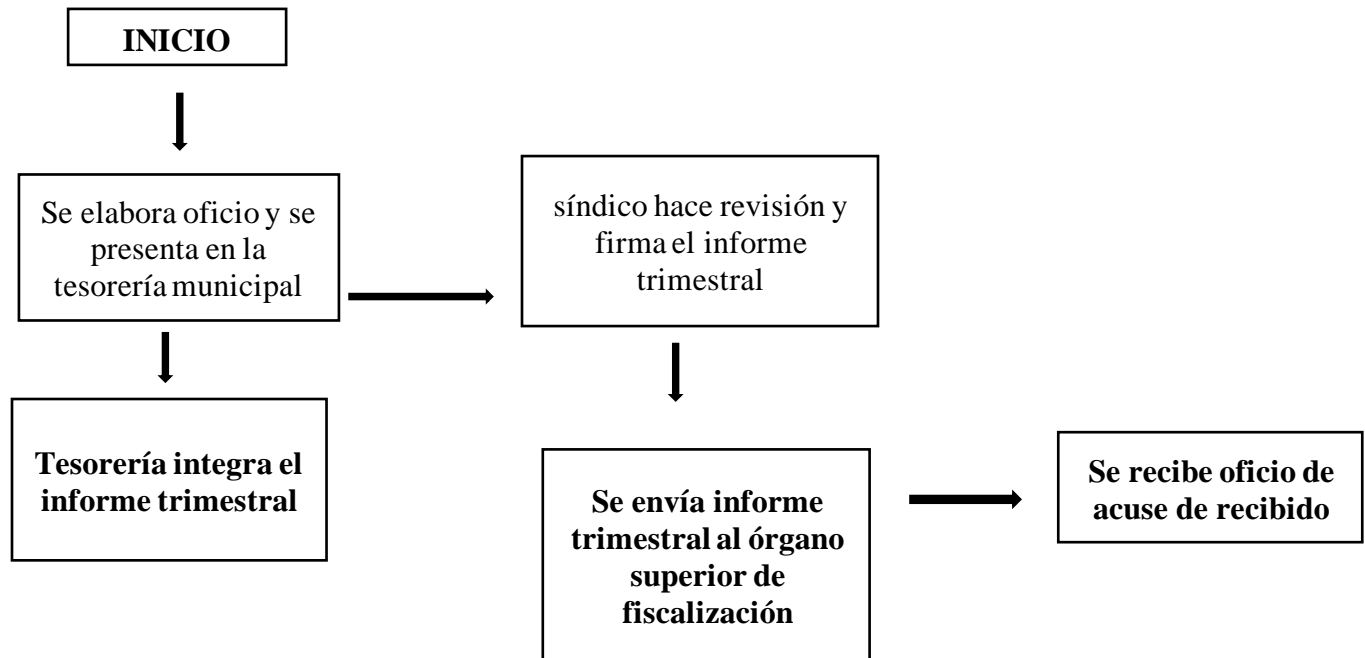 INICIO
Se elabora oficio y se
presenta en la
tesorería municipal
síndico hace revisión y
firma el informe
trimestral
Tesorería integra el
informe trimestral
Se envía informe
trimestral al órgano
superior de
fiscalización
Se recibe oficio de
acuse de recibido